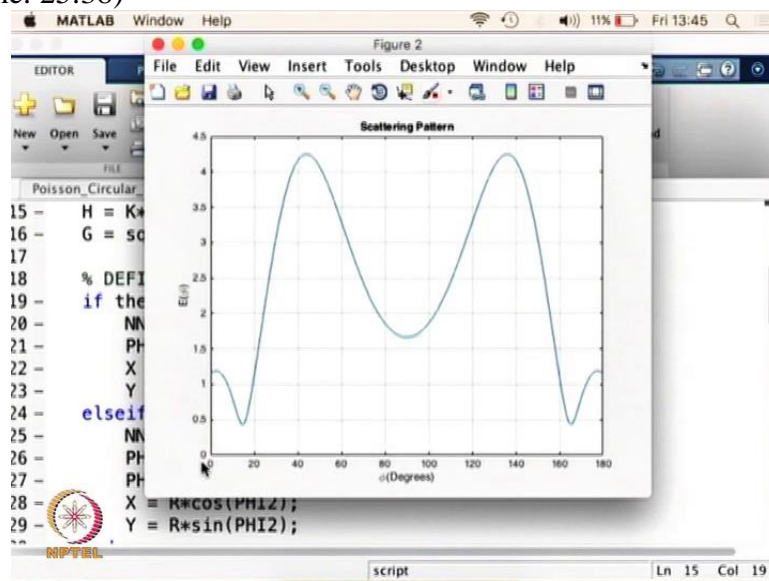 MATLAB Window Help 11% Fri 13:45
Figure 2
File Edit View Insert Tools Desktop Window Help
EDITOR
New Open Save
FILE
Poisson_Circular_
Scattering Pattern
4.5
4
3.5
3
2.5
2
1.5
1
0.5
0
E(φ)
0 20 40 60 80 100 120 140 160 180
φ(Degrees)
15 - H = K*
16 - G = sq
17
18 % DEFI
19 - if the
20 - NN
21 - PH
22 - X
23 - Y
24 - elseif
25 - NN
26 - PH
27 - PH
28 - X = R*cos(PHI2);
29 - Y = R*sin(PHI2);
NPTEL
script Ln 15 Col 19